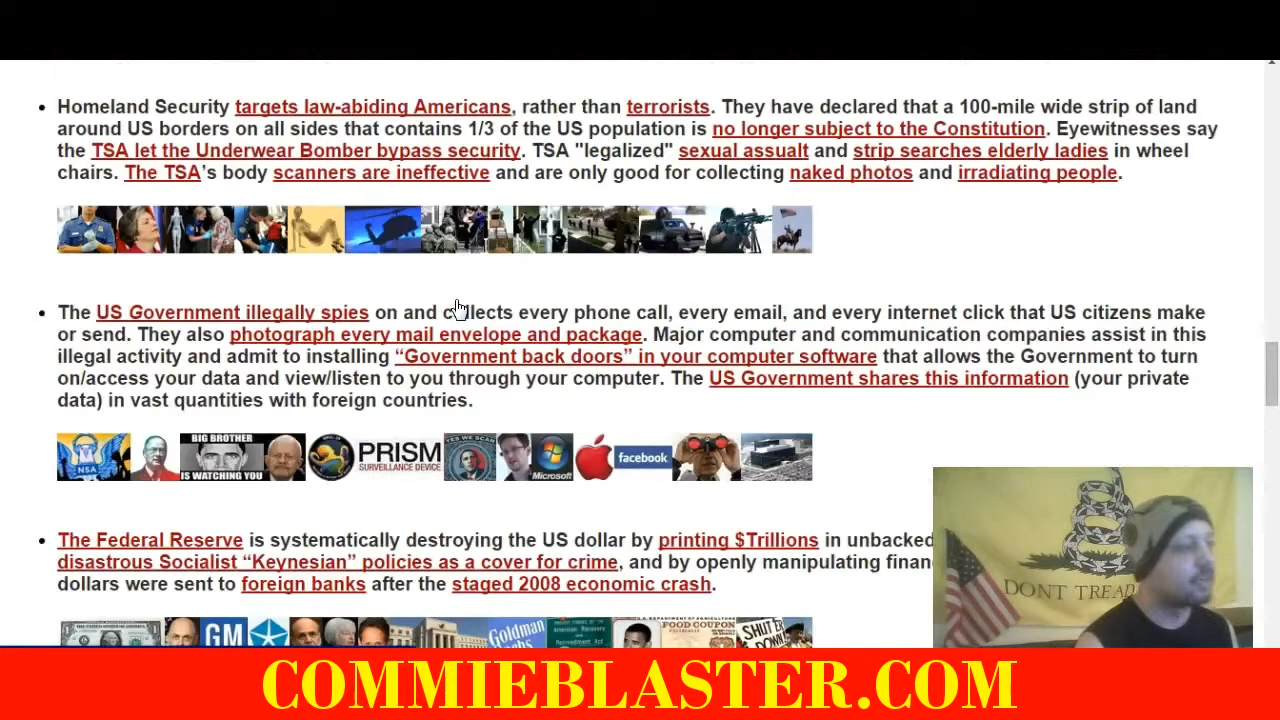 Homeland Security targets law-abiding Americans, rather than terrorists. They have declared that a 100-mile wide strip of land
around US borders on all sides that contains 1/3 of the US population is no longer subject to the Constitution. Eyewitnesses say
the TSA let the Underwear Bomber bypass security. TSA "legalized" sexual assualt and strip searches elderly ladies in wheel
chairs. The TSA’s body scanners are ineffective and are only good for collecting naked photos and irradiating people.
The US Government illegally spies on and collects every phone call, every email, and every internet click that US citizens make
or send. They also photograph every mail envelope and package. Major computer and communication companies assist in this
illegal activity and admit to installing “Government back doors” in your computer software that allows the Government to turn
on/access your data and view/listen to you through your computer. The US Government shares this information (your private
data) in vast quantities with foreign countries.
NSA
BIG BROTHER
IS WATCHING YOU
PRISM
SURVEILLANCE DEVICE
YES WE SCAN
Microsoft
facebook
The Federal Reserve is systematically destroying the US dollar by printing $Trillions in unbacked
disastrous Socialist “Keynesian” policies as a cover for crime, and by openly manipulating finan
dollars were sent to foreign banks after the staged 2008 economic crash.
GM
Goldman
FOOD COUPON
SHUT ER
DOWN
DONT TREAD
COMMIEBLASTER.COM